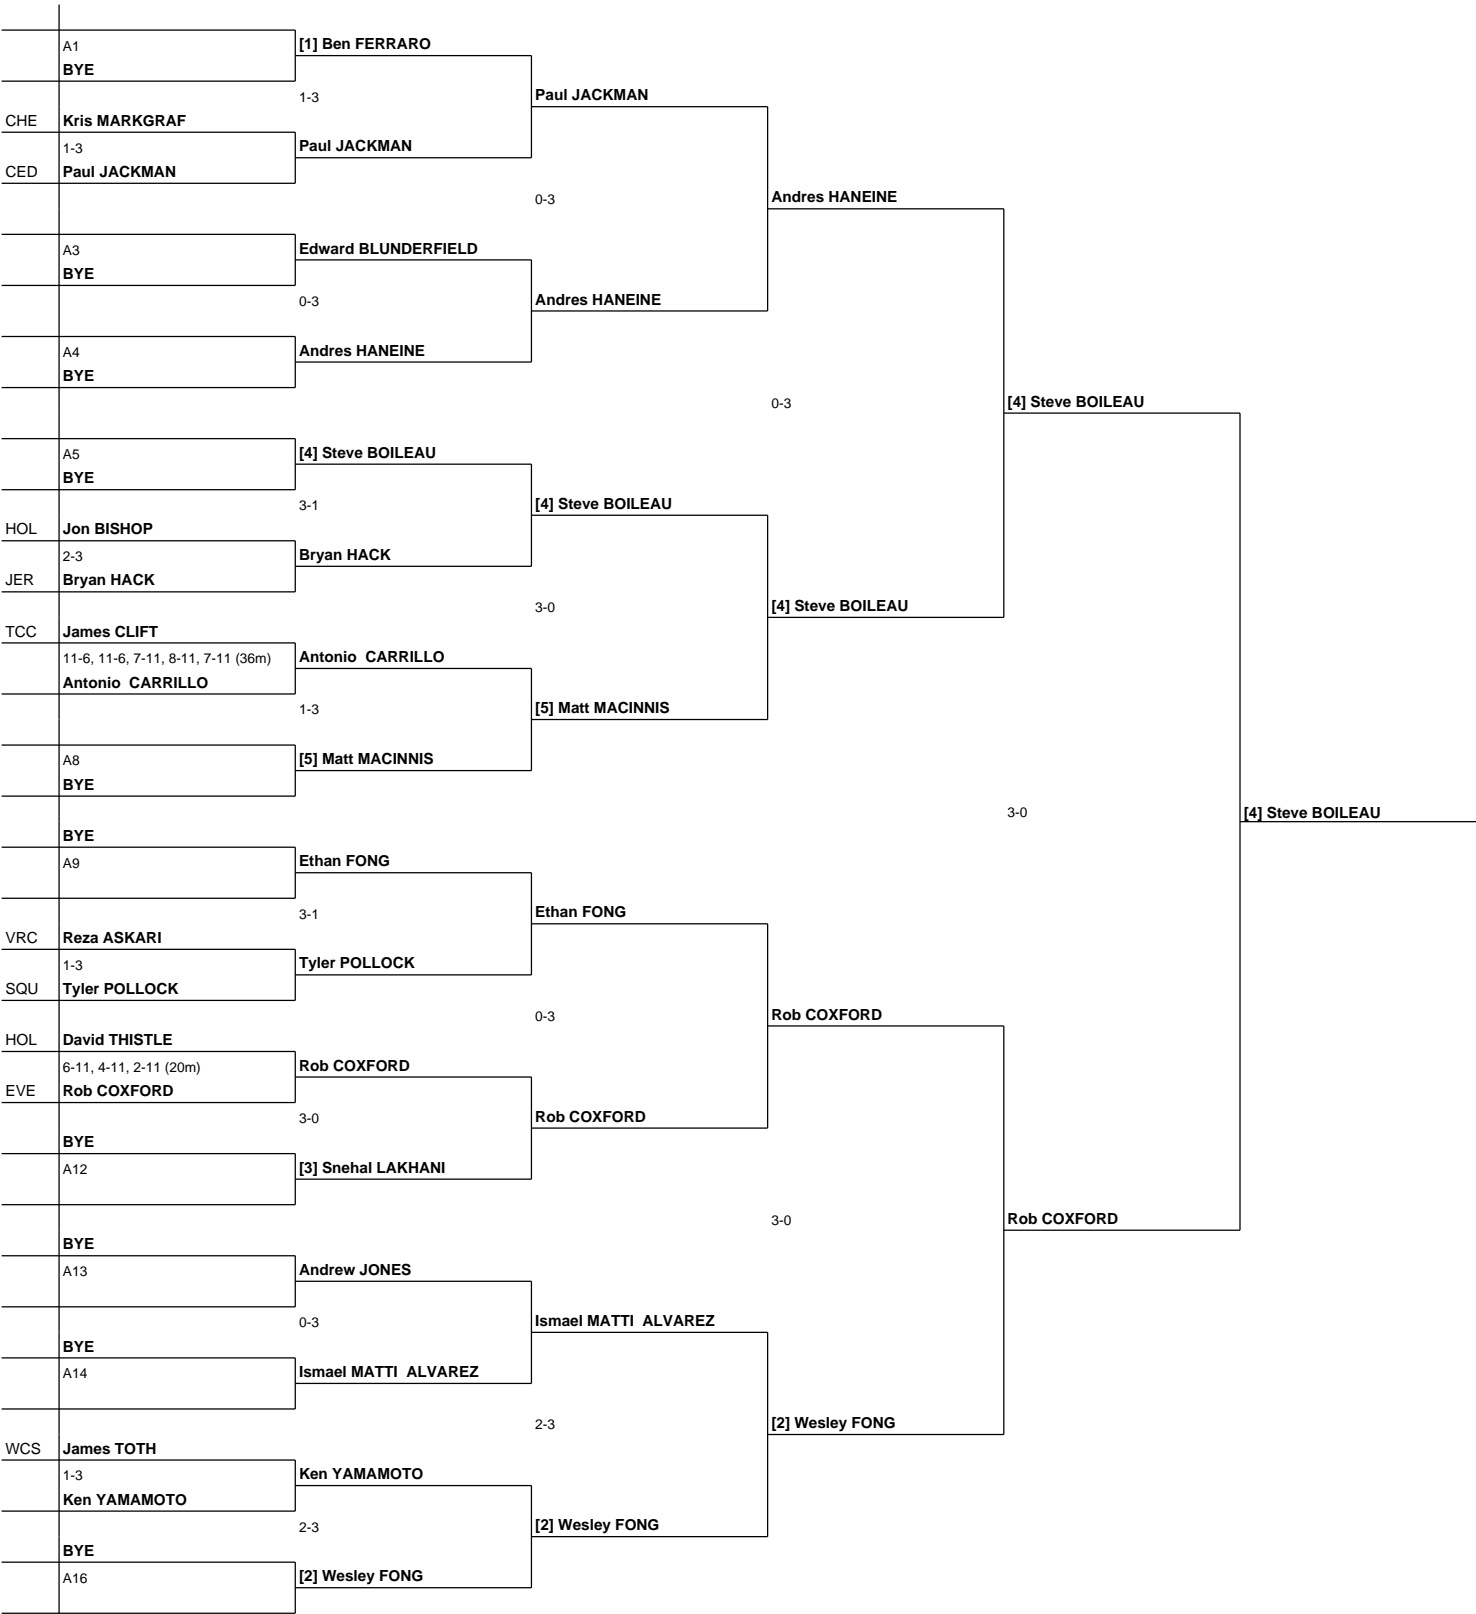 [1] Ben FERRARO
A1
BYE
1-3
Paul JACKMAN
CHE Kris MARKGRAF
1-3
Paul JACKMAN
CED Paul JACKMAN
0-3
Andres HANEINE
Edward BLUNDERFIELD
A3
BYE
0-3
Andres HANEINE
A4
Andres HANEINE
BYE
0-3
[4] Steve BOILEAU
A5
[4] Steve BOILEAU
BYE
3-1
[4] Steve BOILEAU
HOL Jon BISHOP
2-3
Bryan HACK
JER Bryan HACK
3-0
[4] Steve BOILEAU
TCC James CLIFT
11-6, 11-6, 7-11, 8-11, 7-11 (36m)
Antonio CARRILLO
Antonio CARRILLO
1-3
[5] Matt MACINNIS
A8
[5] Matt MACINNIS
BYE
3-0
[4] Steve BOILEAU
BYE
A9
Ethan FONG
3-1
Ethan FONG
VRC Reza ASKARI
1-3
Tyler POLLOCK
SQU Tyler POLLOCK
0-3
Rob COXFORD
HOL David THISTLE
6-11, 4-11, 2-11 (20m)
Rob COXFORD
EVE Rob COXFORD
3-0
Rob COXFORD
BYE
A12
[3] Snehal LAKHANI
3-0
Rob COXFORD
BYE
A13
Andrew JONES
0-3
Ismael MATTI ALVAREZ
BYE
A14
Ismael MATTI ALVAREZ
2-3
[2] Wesley FONG
WCS James TOTH
1-3
Ken YAMAMOTO
Ken YAMAMOTO
2-3
[2] Wesley FONG
BYE
A16
[2] Wesley FONG